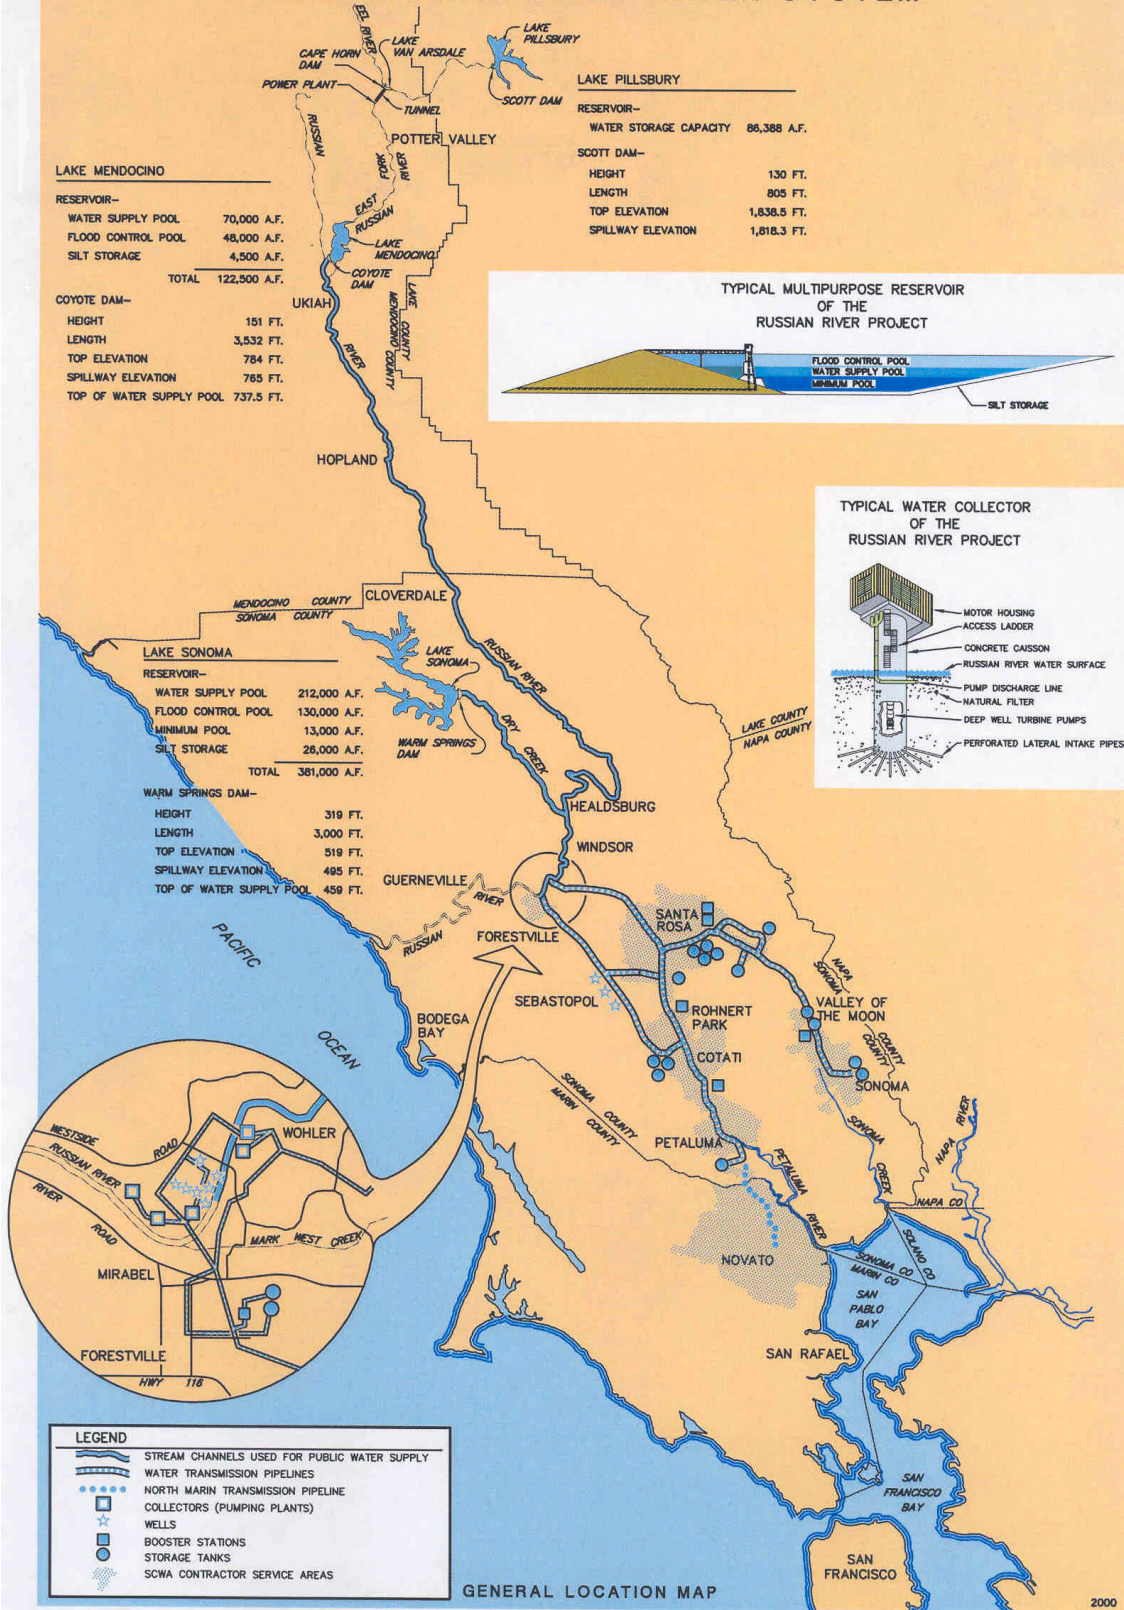 EEL RIVER
LAKE
VAN ARSDALE
CAPE HORN
DAM
POWER PLANT
TUNNEL
LAKE
PILLSBURY
SCOTT DAM
POTTER VALLEY
RUSSIAN
EAST
FORK
RUSSIAN
RIVER
LAKE
MENDOCINO
COYOTE
DAM
UKIAH
RIVER
LAKE COUNTY
MENDOCINO COUNTY
HOPLAND
LAKE PILLSBURY
RESERVOIR-
WATER STORAGE CAPACITY 86,388 A.F.
SCOTT DAM-
HEIGHT 130 FT.
LENGTH 805 FT.
TOP ELEVATION 1,838.5 FT.
SPILLWAY ELEVATION 1,818.3 FT.
LAKE MENDOCINO
RESERVOIR-
WATER SUPPLY POOL 70,000 A.F.
FLOOD CONTROL POOL 48,000 A.F.
SILT STORAGE 4,500 A.F.
TOTAL 122,500 A.F.
COYOTE DAM-
HEIGHT 151 FT.
LENGTH 3,532 FT.
TOP ELEVATION 784 FT.
SPILLWAY ELEVATION 765 FT.
TOP OF WATER SUPPLY POOL 737.5 FT.
TYPICAL MULTIPURPOSE RESERVOIR
OF THE
RUSSIAN RIVER PROJECT
FLOOD CONTROL POOL
WATER SUPPLY POOL
MINIMUM POOL
SILT STORAGE
TYPICAL WATER COLLECTOR
OF THE
RUSSIAN RIVER PROJECT
MOTOR HOUSING
ACCESS LADDER
CONCRETE CAISSON
RUSSIAN RIVER WATER SURFACE
PUMP DISCHARGE LINE
NATURAL FILTER
DEEP WELL TURBINE PUMPS
PERFORATED LATERAL INTAKE PIPES
MENDOCINO COUNTY
SONOMA COUNTY
CLOVERDALE
LAKE
SONOMA
RUSSIAN RIVER
DRY CREEK
WARM SPRINGS
DAM
LAKE COUNTY
NAPA COUNTY
LAKE SONOMA
RESERVOIR-
WATER SUPPLY POOL 212,000 A.F.
FLOOD CONTROL POOL 130,000 A.F.
MINIMUM POOL 13,000 A.F.
SILT STORAGE 26,000 A.F.
TOTAL 381,000 A.F.
WARM SPRINGS DAM-
HEIGHT 319 FT.
LENGTH 3,000 FT.
TOP ELEVATION 519 FT.
SPILLWAY ELEVATION 495 FT.
TOP OF WATER SUPPLY POOL 459 FT.
HEALDSBURG
WINDSOR
GUERNEVILLE
RUSSIAN RIVER
FORESTVILLE
SANTA
ROSA
SEBASTOPOL
ROHNERT
PARK
COTATI
VALLEY OF
THE MOON
NAPA COUNTY
SONOMA COUNTY
SONOMA
BODEGA
BAY
PACIFIC OCEAN
SONOMA COUNTY
MARIN COUNTY
PETALUMA
PETALUMA RIVER
SONOMA CREEK
NAPA RIVER
NAPA CO
SOLANO CO
SONOMA CO
MARIN CO
NOVATO
SAN
PABLO
BAY
SAN RAFAEL
SAN
FRANCISCO
BAY
SAN
FRANCISCO
WESTSIDE ROAD
RUSSIAN RIVER
RIVER ROAD
WOHLER
MARK WEST CREEK
MIRABEL
FORESTVILLE
HWY 116
LEGEND
STREAM CHANNELS USED FOR PUBLIC WATER SUPPLY
WATER TRANSMISSION PIPELINES
NORTH MARIN TRANSMISSION PIPELINE
COLLECTORS (PUMPING PLANTS)
WELLS
BOOSTER STATIONS
STORAGE TANKS
SCWA CONTRACTOR SERVICE AREAS
GENERAL LOCATION MAP
2000